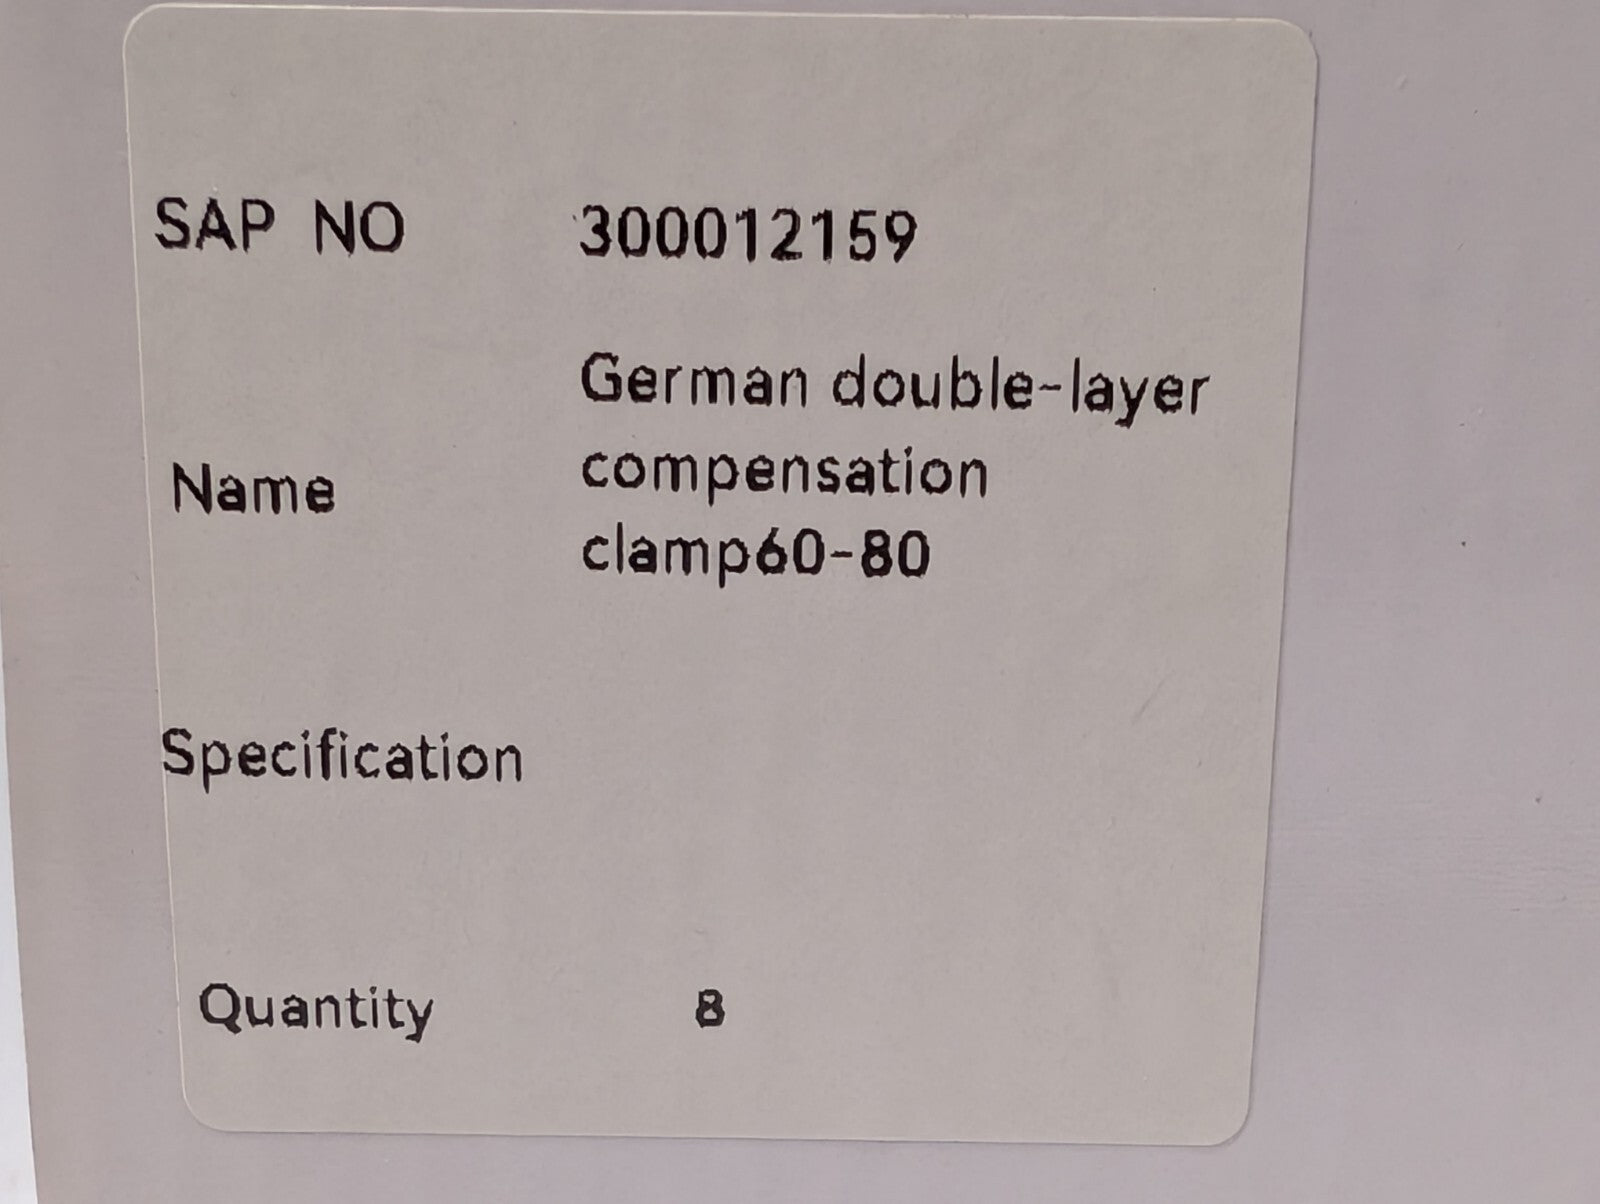 SAP NO 300012159
Name German double-layer
compensation
clamp60-80
Specification
Quantity 8